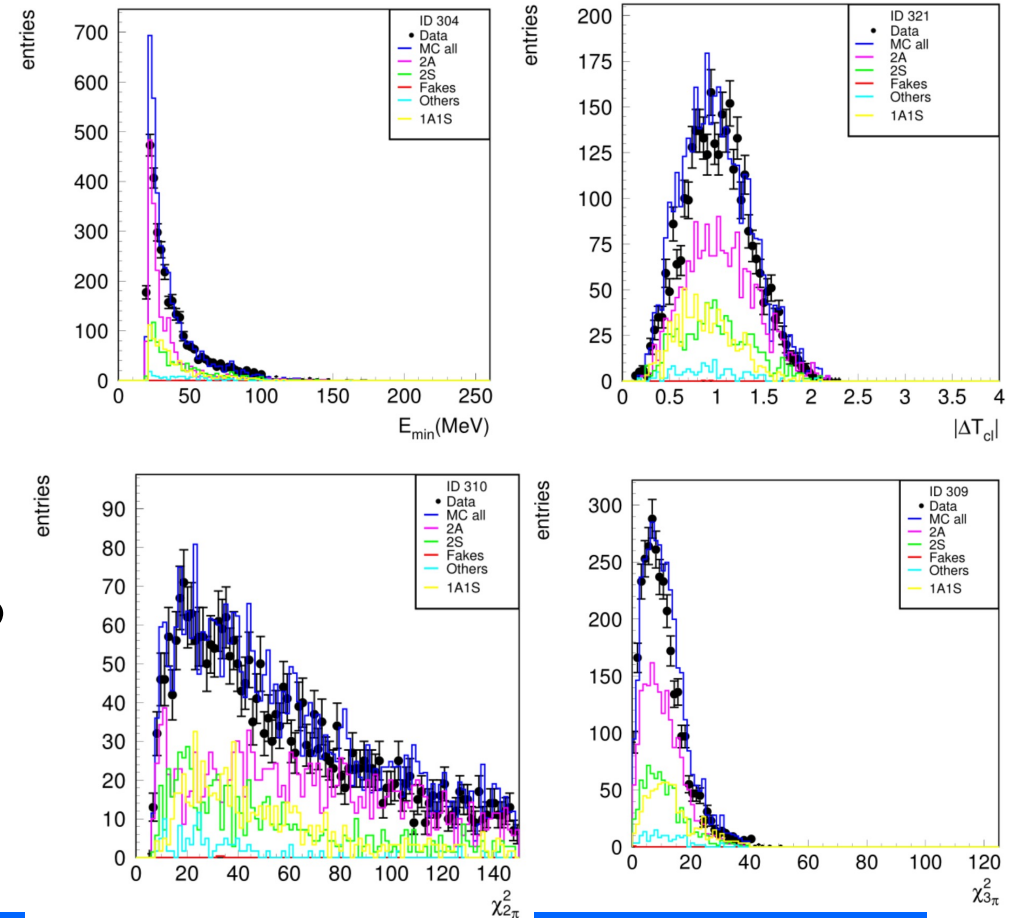 entries
ID 304
Data
MC all
2A
2S
Fakes
Others
1A1S
700
600
500
400
300
200
100
0
0 50 100 150 200 250
E_min(MeV)
entries
ID 321
Data
MC all
2A
2S
Fakes
Others
1A1S
200
175
150
125
100
75
50
25
0
0 0.5 1 1.5 2 2.5 3 3.5 4
|ΔT_cl|
entries
ID 310
Data
MC all
2A
2S
Fakes
Others
1A1S
90
80
70
60
50
40
30
20
10
0
0 20 40 60 80 100 120 140
χ²_2π
entries
ID 309
Data
MC all
2A
2S
Fakes
Others
1A1S
300
250
200
150
100
50
0
0 20 40 60 80 100 120
χ²_3π